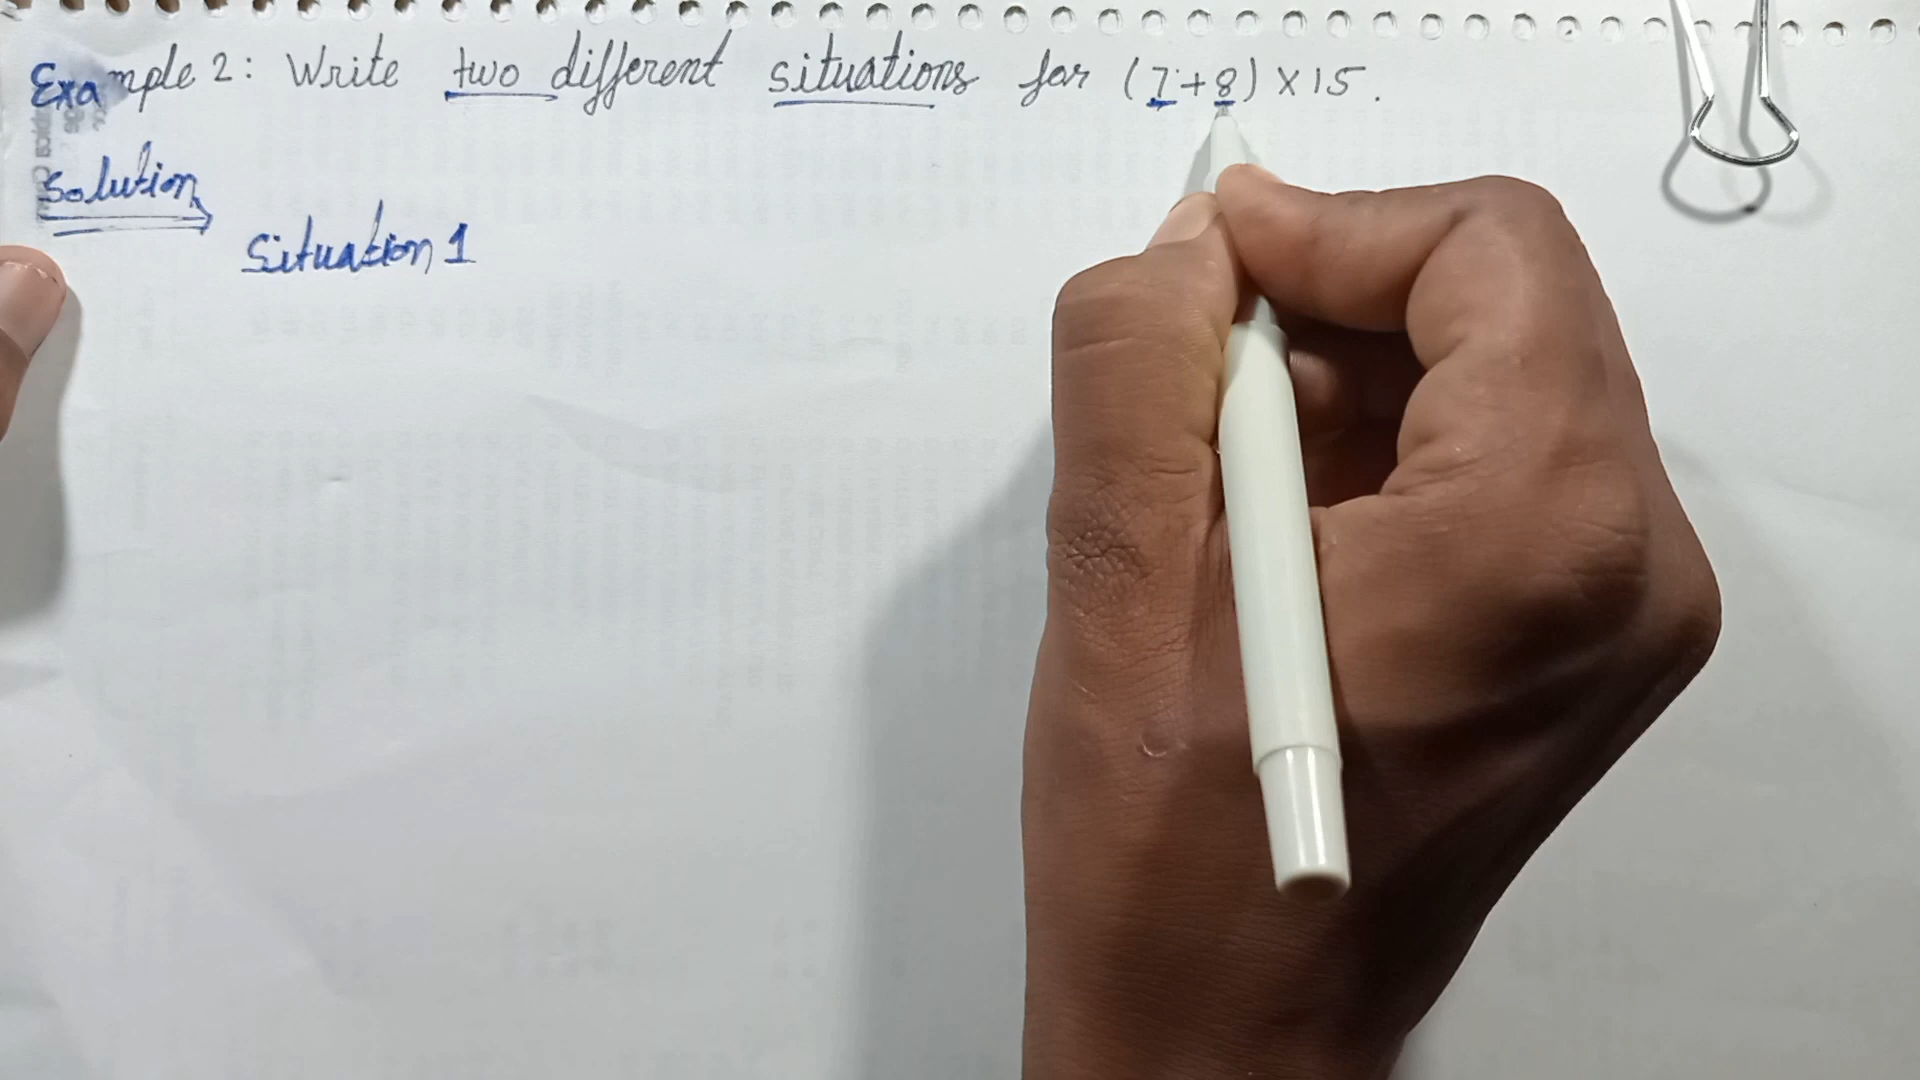 Example 2: Write two different situations for (7+8) × 15.
Solution
Situation 1